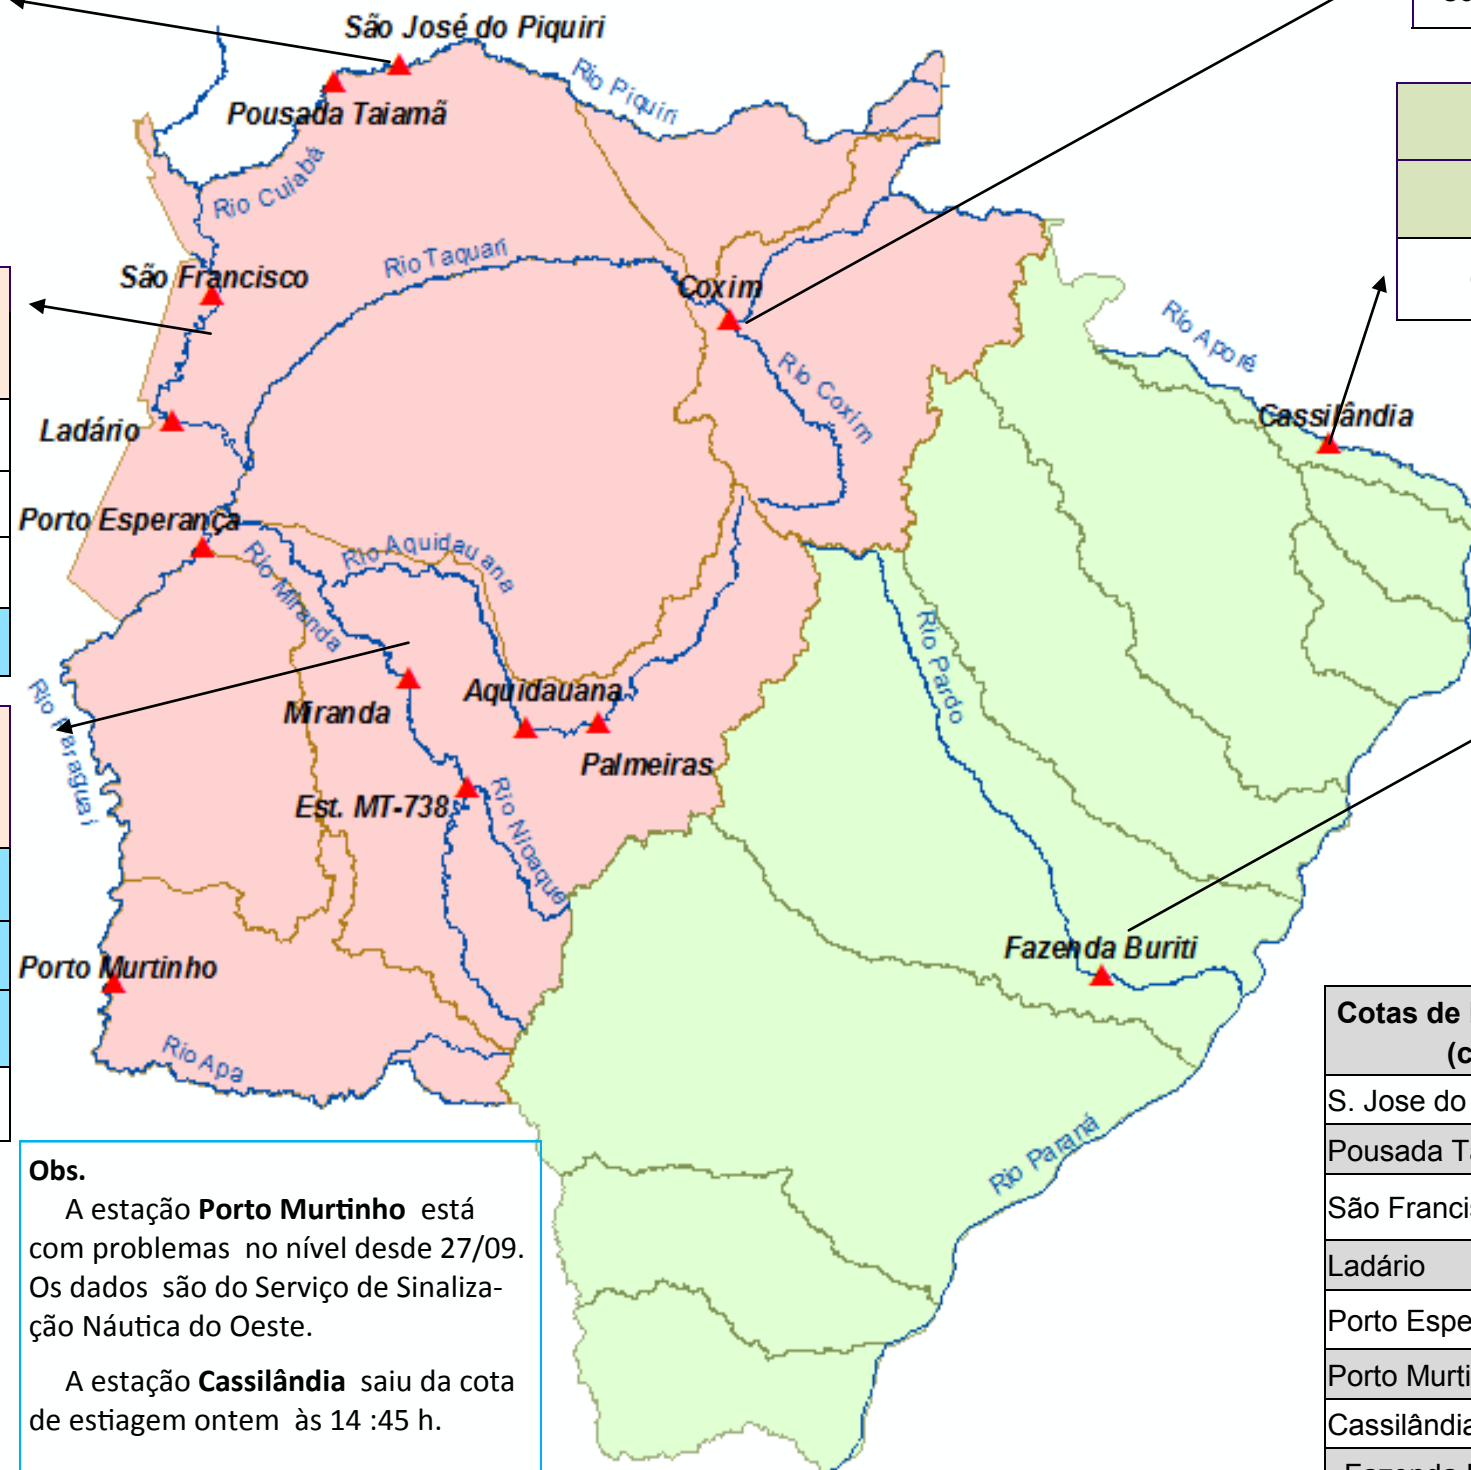 São José do Piquiri
Rio Piquiri
Pousada Taiamã
Rio Cuiabá
Rio Taquari
São Francisco
Coxim
Rio Aporé
Rio Coxim
Cassilândia
Ladário
Porto Esperança
Rio Aquidauana
Rio Miranda
Rio Pardo
Rio Paraguai
Aquidauana
Miranda
Palmeiras
Est. MT-738
Rio Nioaque
Fazenda Buriti
Porto Murtinho
Rio Apa
Rio Paraná
Cotas de
(c
S. Jose do
Pousada Ta
São Francis
Ladário
Porto Espe
Porto Murti
Cassilândia
Obs.
A estação Porto Murtinho está
com problemas no nível desde 27/09.
Os dados são do Serviço de Sinaliza-
ção Náutica do Oeste.
A estação Cassilândia saiu da cota
de estiagem ontem às 14 :45 h.